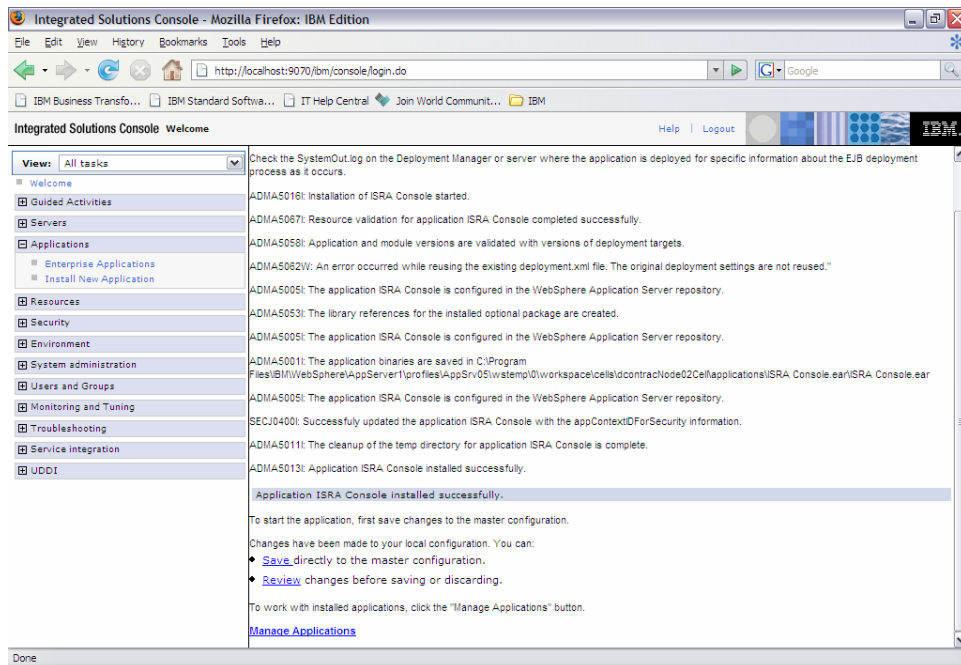 Integrated Solutions Console - Mozilla Firefox: IBM Edition
File Edit View History Bookmarks Tools Help
http://localhost:9070/ibm/console/login.do
G Google
IBM Business Transfo... IBM Standard Softwa... IT Help Central Join World Communit... IBM
Integrated Solutions Console Welcome Help Logout IBM.
View: All tasks
Welcome
Guided Activities
Servers
Applications
Enterprise Applications
Install New Application
Resources
Security
Environment
System administration
Users and Groups
Monitoring and Tuning
Troubleshooting
Service integration
UDDI
Check the SystemOut.log on the Deployment Manager or server where the application is deployed for specific information about the EJB deployment
process as it occurs.
ADMA5016I: Installation of ISRA Console started.
ADMA5067I: Resource validation for application ISRA Console completed successfully.
ADMA5058I: Application and module versions are validated with versions of deployment targets.
ADMA5062W: An error occurred while reusing the existing deployment.xml file. The original deployment settings are not reused."
ADMA5005I: The application ISRA Console is configured in the WebSphere Application Server repository.
ADMA5053I: The library references for the installed optional package are created.
ADMA5005I: The application ISRA Console is configured in the WebSphere Application Server repository.
ADMA5001I: The application binaries are saved in C:\Program
Files\IBM\WebSphere\AppServer1\profiles\AppSrv05\wstemp\0\workspace\cells\dcontracNode02Cell\applications\ISRA Console.ear\ISRA Console.ear
ADMA5005I: The application ISRA Console is configured in the WebSphere Application Server repository.
SECJ0400I: Successfuly updated the application ISRA Console with the appContextIDForSecurity information.
ADMA5011I: The cleanup of the temp directory for application ISRA Console is complete.
ADMA5013I: Application ISRA Console installed successfully.
Application ISRA Console installed successfully.
To start the application, first save changes to the master configuration.
Changes have been made to your local configuration. You can:
Save directly to the master configuration.
Review changes before saving or discarding.
To work with installed applications, click the "Manage Applications" button.
Manage Applications
Done